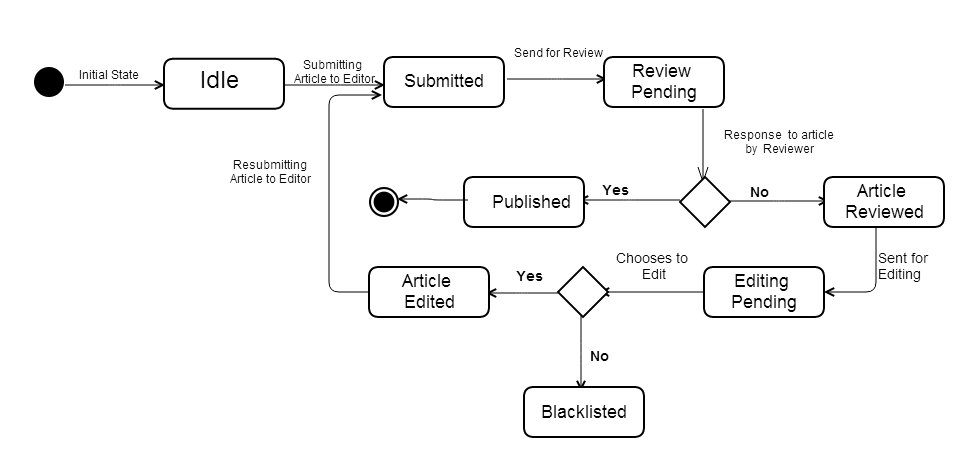 Initial State
Idle
Submitting
Article to Editor
Submitted
Send for Review
Review
Pending
Response to article
by Reviewer
Resubmitting
Article to Editor
Published
Yes
No
Article
Reviewed
Sent for
Editing
Editing
Pending
Chooses to
Edit
Yes
Article
Edited
No
Blacklisted